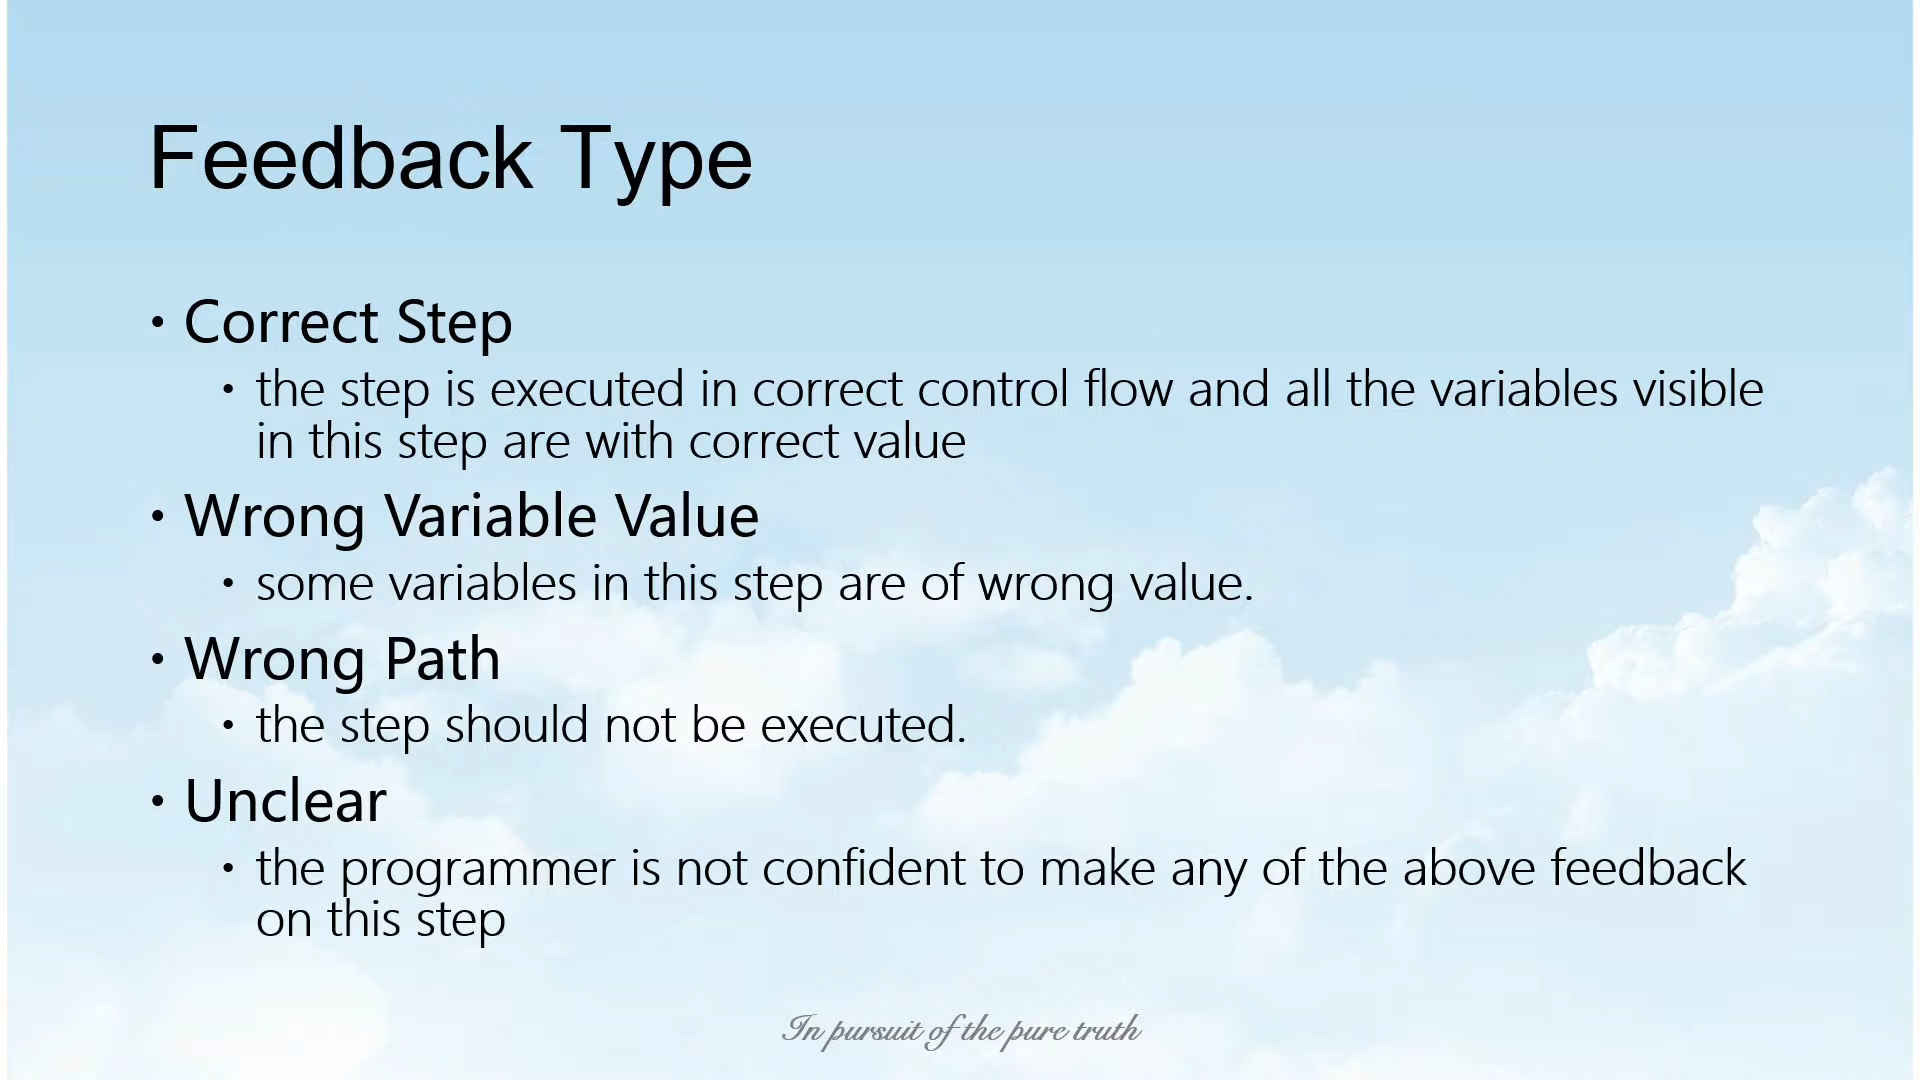 Feedback Type
• Correct Step
• the step is executed in correct control flow and all the variables visible
in this step are with correct value
• Wrong Variable Value
• some variables in this step are of wrong value.
• Wrong Path
• the step should not be executed.
• Unclear
• the programmer is not confident to make any of the above feedback
on this step
In pursuit of the pure truth